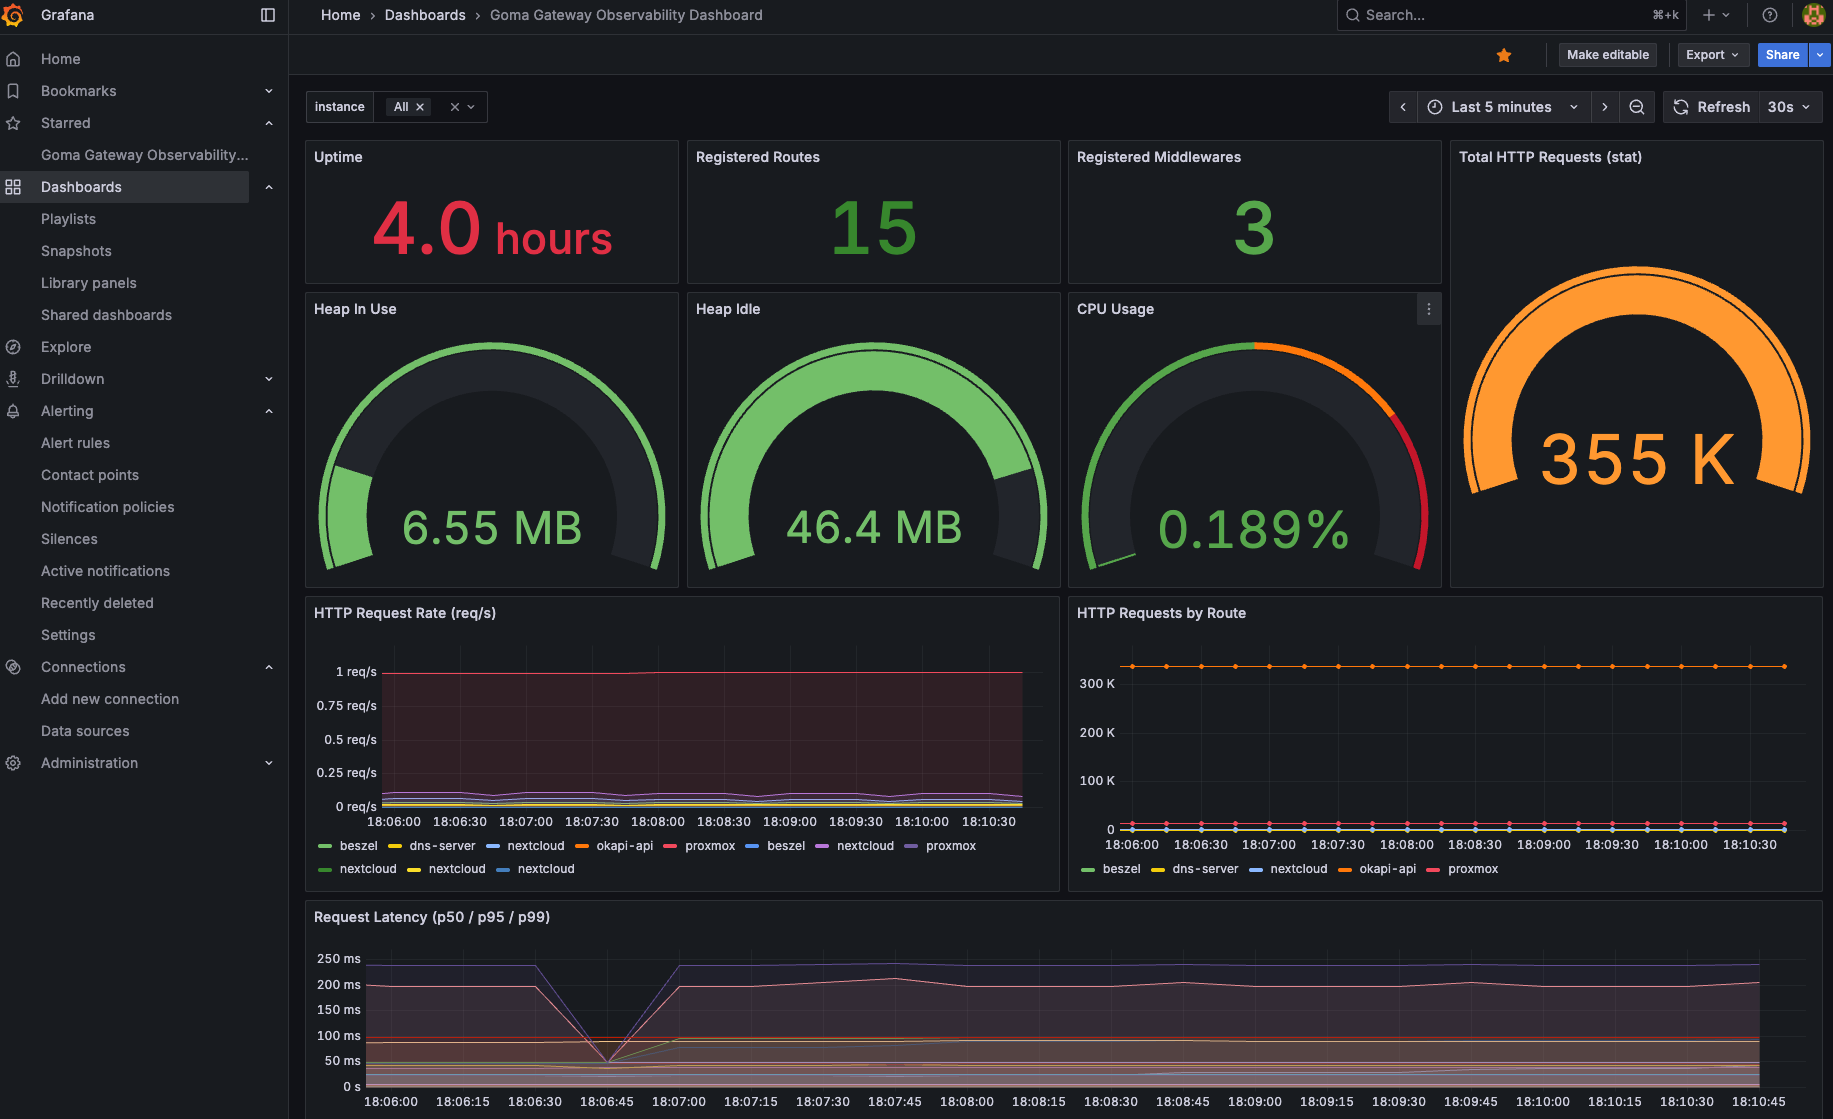 Grafana
Home › Dashboards › Goma Gateway Observability Dashboard
Search...
⌘+k
Make editable
Export
Share
Home
Bookmarks
Starred
Goma Gateway Observability...
Dashboards
Playlists
Snapshots
Library panels
Shared dashboards
Explore
Drilldown
Alerting
Alert rules
Contact points
Notification policies
Silences
Active notifications
Recently deleted
Settings
Connections
Add new connection
Data sources
Administration
instance
All
Last 5 minutes
Refresh
30s
Uptime
4.0 hours
Registered Routes
15
Registered Middlewares
3
Total HTTP Requests (stat)
355 K
Heap In Use
6.55 MB
Heap Idle
46.4 MB
CPU Usage
0.189%
HTTP Request Rate (req/s)
1 req/s
0.75 req/s
0.5 req/s
0.25 req/s
0 req/s
18:06:00 18:06:30 18:07:00 18:07:30 18:08:00 18:08:30 18:09:00 18:09:30 18:10:00 18:10:30
beszel dns-server nextcloud okapi-api proxmox beszel nextcloud proxmox
nextcloud nextcloud nextcloud
HTTP Requests by Route
300 K
200 K
100 K
0
18:06:00 18:06:30 18:07:00 18:07:30 18:08:00 18:08:30 18:09:00 18:09:30 18:10:00 18:10:30
beszel dns-server nextcloud okapi-api proxmox
Request Latency (p50 / p95 / p99)
250 ms
200 ms
150 ms
100 ms
50 ms
0 s
18:06:00 18:06:15 18:06:30 18:06:45 18:07:00 18:07:15 18:07:30 18:07:45 18:08:00 18:08:15 18:08:30 18:08:45 18:09:00 18:09:15 18:09:30 18:09:45 18:10:00 18:10:15 18:10:30 18:10:45